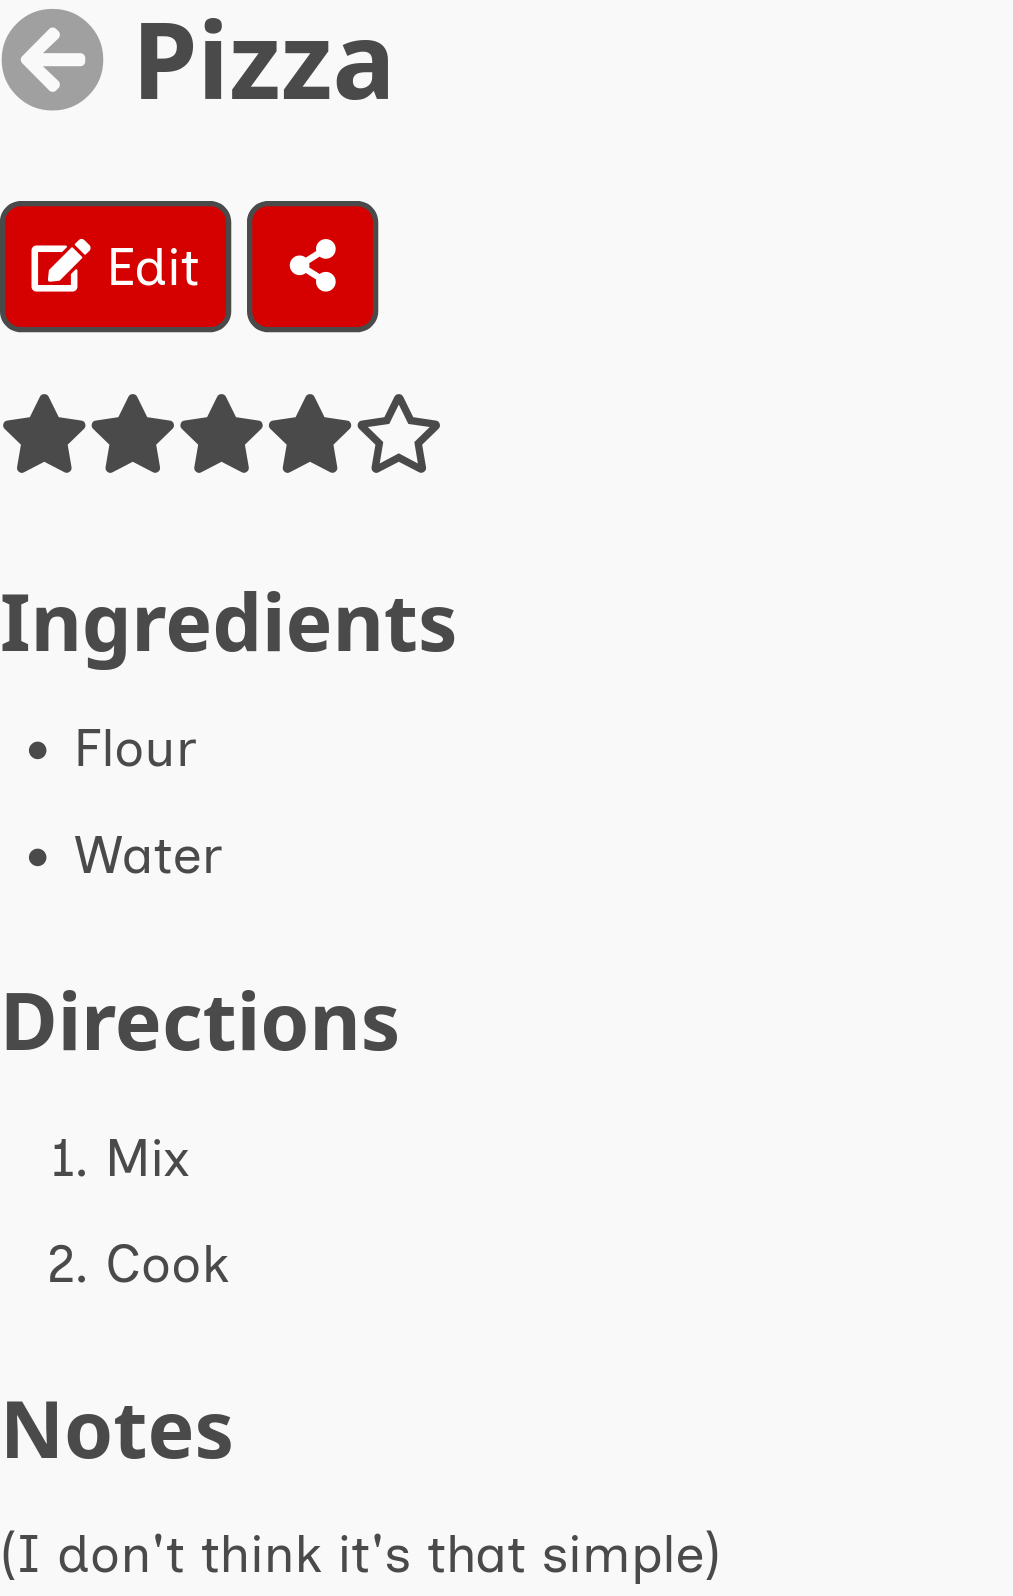 Pizza
Edit
Ingredients
• Flour
• Water
Directions
1. Mix
2. Cook
Notes
(I don't think it's that simple)